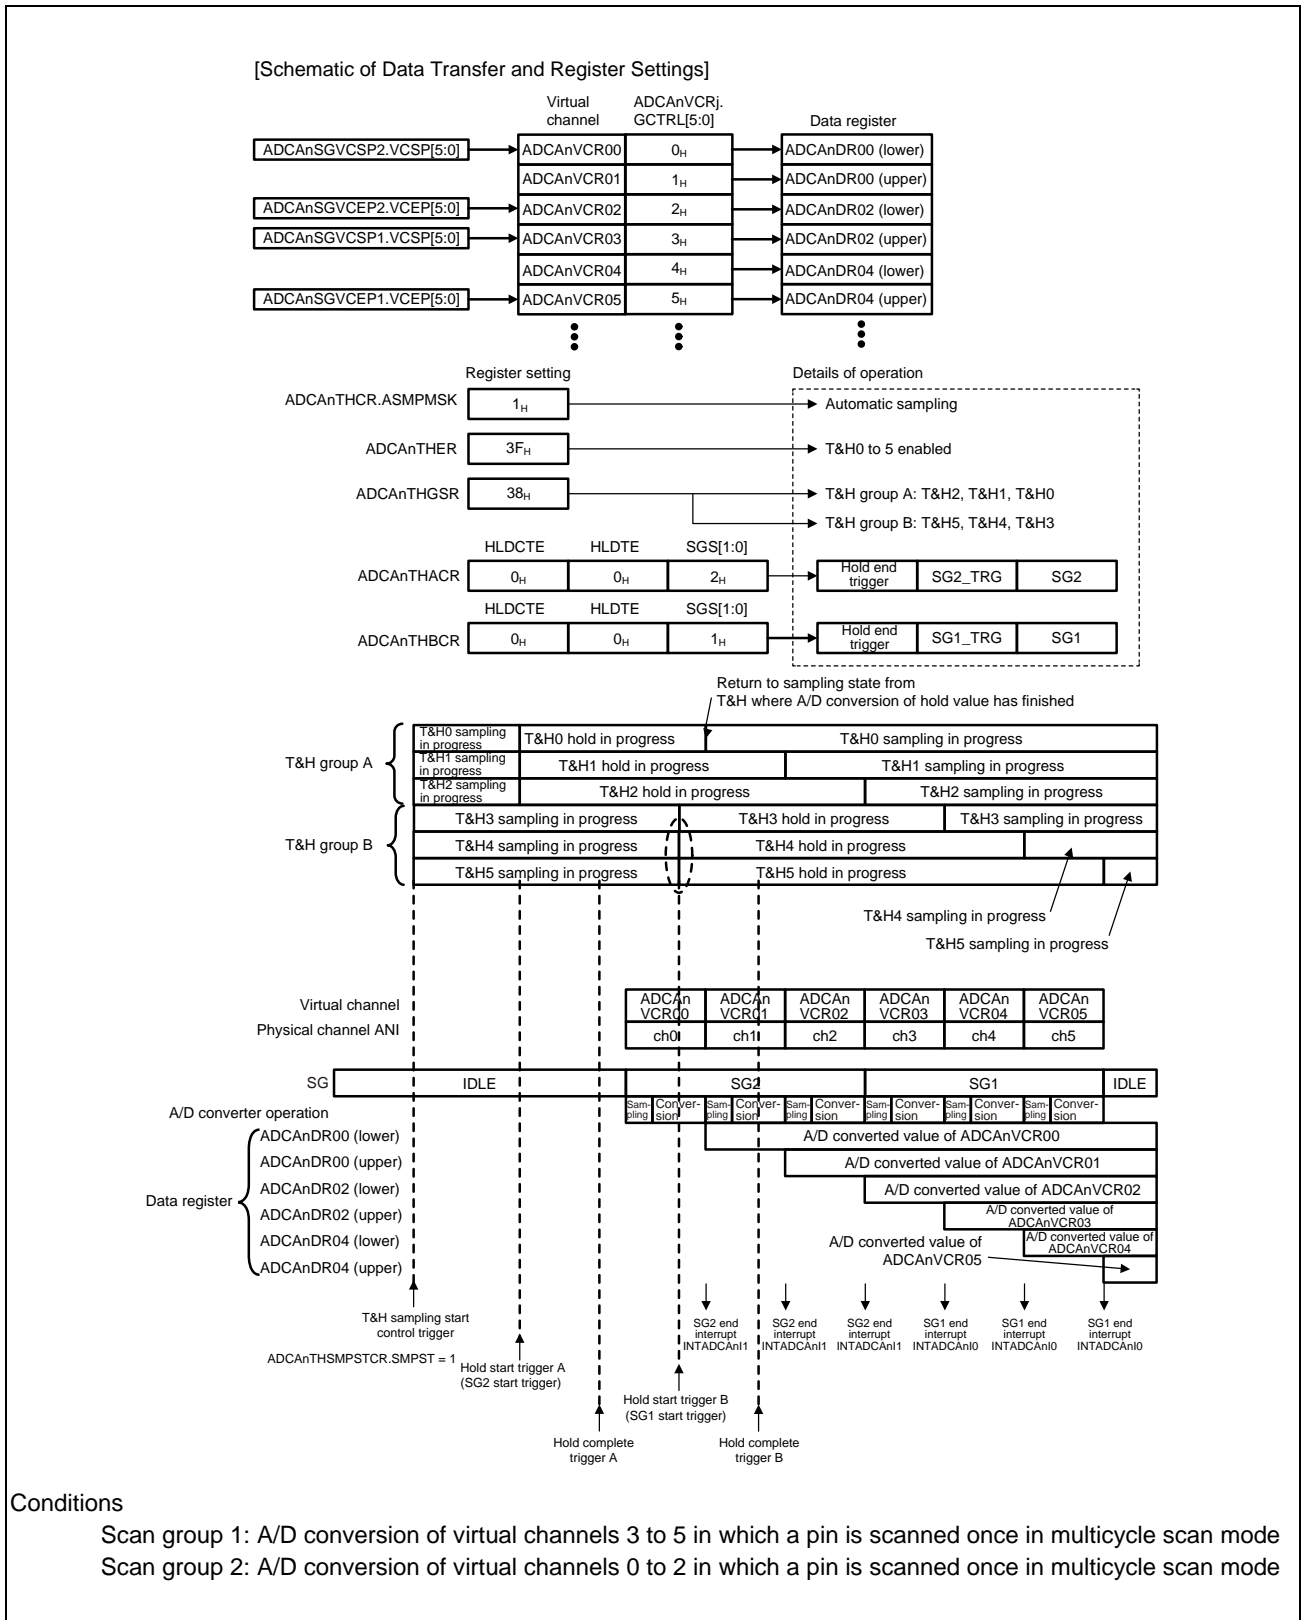 [Schematic of Data Transfer and Register Settings]
Virtual
channel
ADCAnVCRj.
GCTRL[5:0]
Data register
ADCAnSGVCSP2.VCSP[5:0]
ADCAnVCR00
0H
ADCAnDR00 (lower)
ADCAnVCR01
1H
ADCAnDR00 (upper)
ADCAnSGVCEP2.VCEP[5:0]
ADCAnVCR02
2H
ADCAnDR02 (lower)
ADCAnSGVCSP1.VCSP[5:0]
ADCAnVCR03
3H
ADCAnDR02 (upper)
ADCAnVCR04
4H
ADCAnDR04 (lower)
ADCAnSGVCEP1.VCEP[5:0]
ADCAnVCR05
5H
ADCAnDR04 (upper)
Register setting
Details of operation
ADCAnTHCR.ASMPMSK
1H
Automatic sampling
ADCAnTHER
3FH
T&H0 to 5 enabled
ADCAnTHGSR
38H
T&H group A: T&H2, T&H1, T&H0
T&H group B: T&H5, T&H4, T&H3
HLDCTE
HLDTE
SGS[1:0]
ADCAnTHACR
0H
0H
2H
Hold end
trigger
SG2_TRG
SG2
HLDCTE
HLDTE
SGS[1:0]
ADCAnTHBCR
0H
0H
1H
Hold end
trigger
SG1_TRG
SG1
Return to sampling state from
T&H where A/D conversion of hold value has finished
T&H group A
T&H0 sampling
in progress
T&H0 hold in progress
T&H0 sampling in progress
T&H1 sampling
in progress
T&H1 hold in progress
T&H1 sampling in progress
T&H2 sampling
in progress
T&H2 hold in progress
T&H2 sampling in progress
T&H group B
T&H3 sampling in progress
T&H3 hold in progress
T&H3 sampling in progress
T&H4 sampling in progress
T&H4 hold in progress
T&H5 sampling in progress
T&H5 hold in progress
T&H4 sampling in progress
T&H5 sampling in progress
Virtual channel
ADCAn
VCR00
ADCAn
VCR01
ADCAn
VCR02
ADCAn
VCR03
ADCAn
VCR04
ADCAn
VCR05
Physical channel ANI
ch0
ch1
ch2
ch3
ch4
ch5
SG
IDLE
SG2
SG1
IDLE
A/D converter operation
Sam-
pling
Conver-
sion
Sam-
pling
Conver-
sion
Sam-
pling
Conver-
sion
Sam-
pling
Conver-
sion
Sam-
pling
Conver-
sion
Sam-
pling
Conver-
sion
Data register
ADCAnDR00 (lower)
A/D converted value of ADCAnVCR00
ADCAnDR00 (upper)
A/D converted value of ADCAnVCR01
ADCAnDR02 (lower)
A/D converted value of ADCAnVCR02
ADCAnDR02 (upper)
A/D converted value of
ADCAnVCR03
ADCAnDR04 (lower)
A/D converted value of
ADCAnVCR04
ADCAnDR04 (upper)
A/D converted value of
ADCAnVCR05
T&H sampling start
control trigger
ADCAnTHSMPSTCR.SMPST = 1
Hold start trigger A
(SG2 start trigger)
Hold complete
trigger A
Hold start trigger B
(SG1 start trigger)
Hold complete
trigger B
SG2 end
interrupt
INTADCAnI1
SG2 end
interrupt
INTADCAnI1
SG2 end
interrupt
INTADCAnI1
SG1 end
interrupt
INTADCAnI0
SG1 end
interrupt
INTADCAnI0
SG1 end
interrupt
INTADCAnI0
Conditions
Scan group 1: A/D conversion of virtual channels 3 to 5 in which a pin is scanned once in multicycle scan mode
Scan group 2: A/D conversion of virtual channels 0 to 2 in which a pin is scanned once in multicycle scan mode